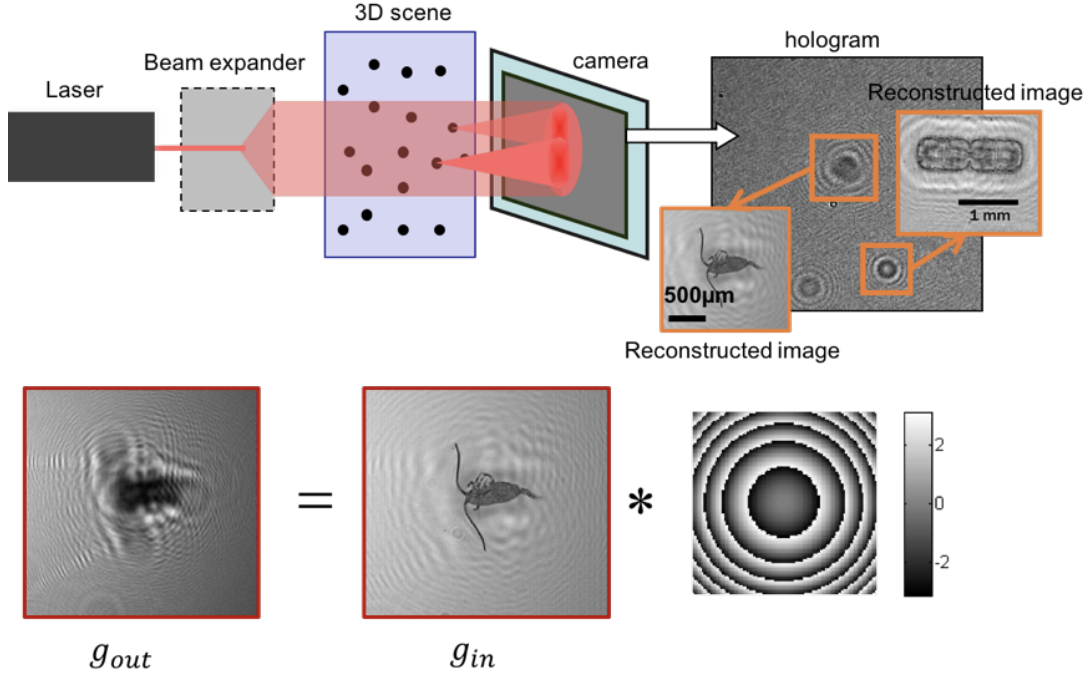 3D scene
hologram
Beam expander
camera
Laser
Reconstructed image
1 mm
500µm
Reconstructed image
=
*
2
0
-2
g_out
g_in